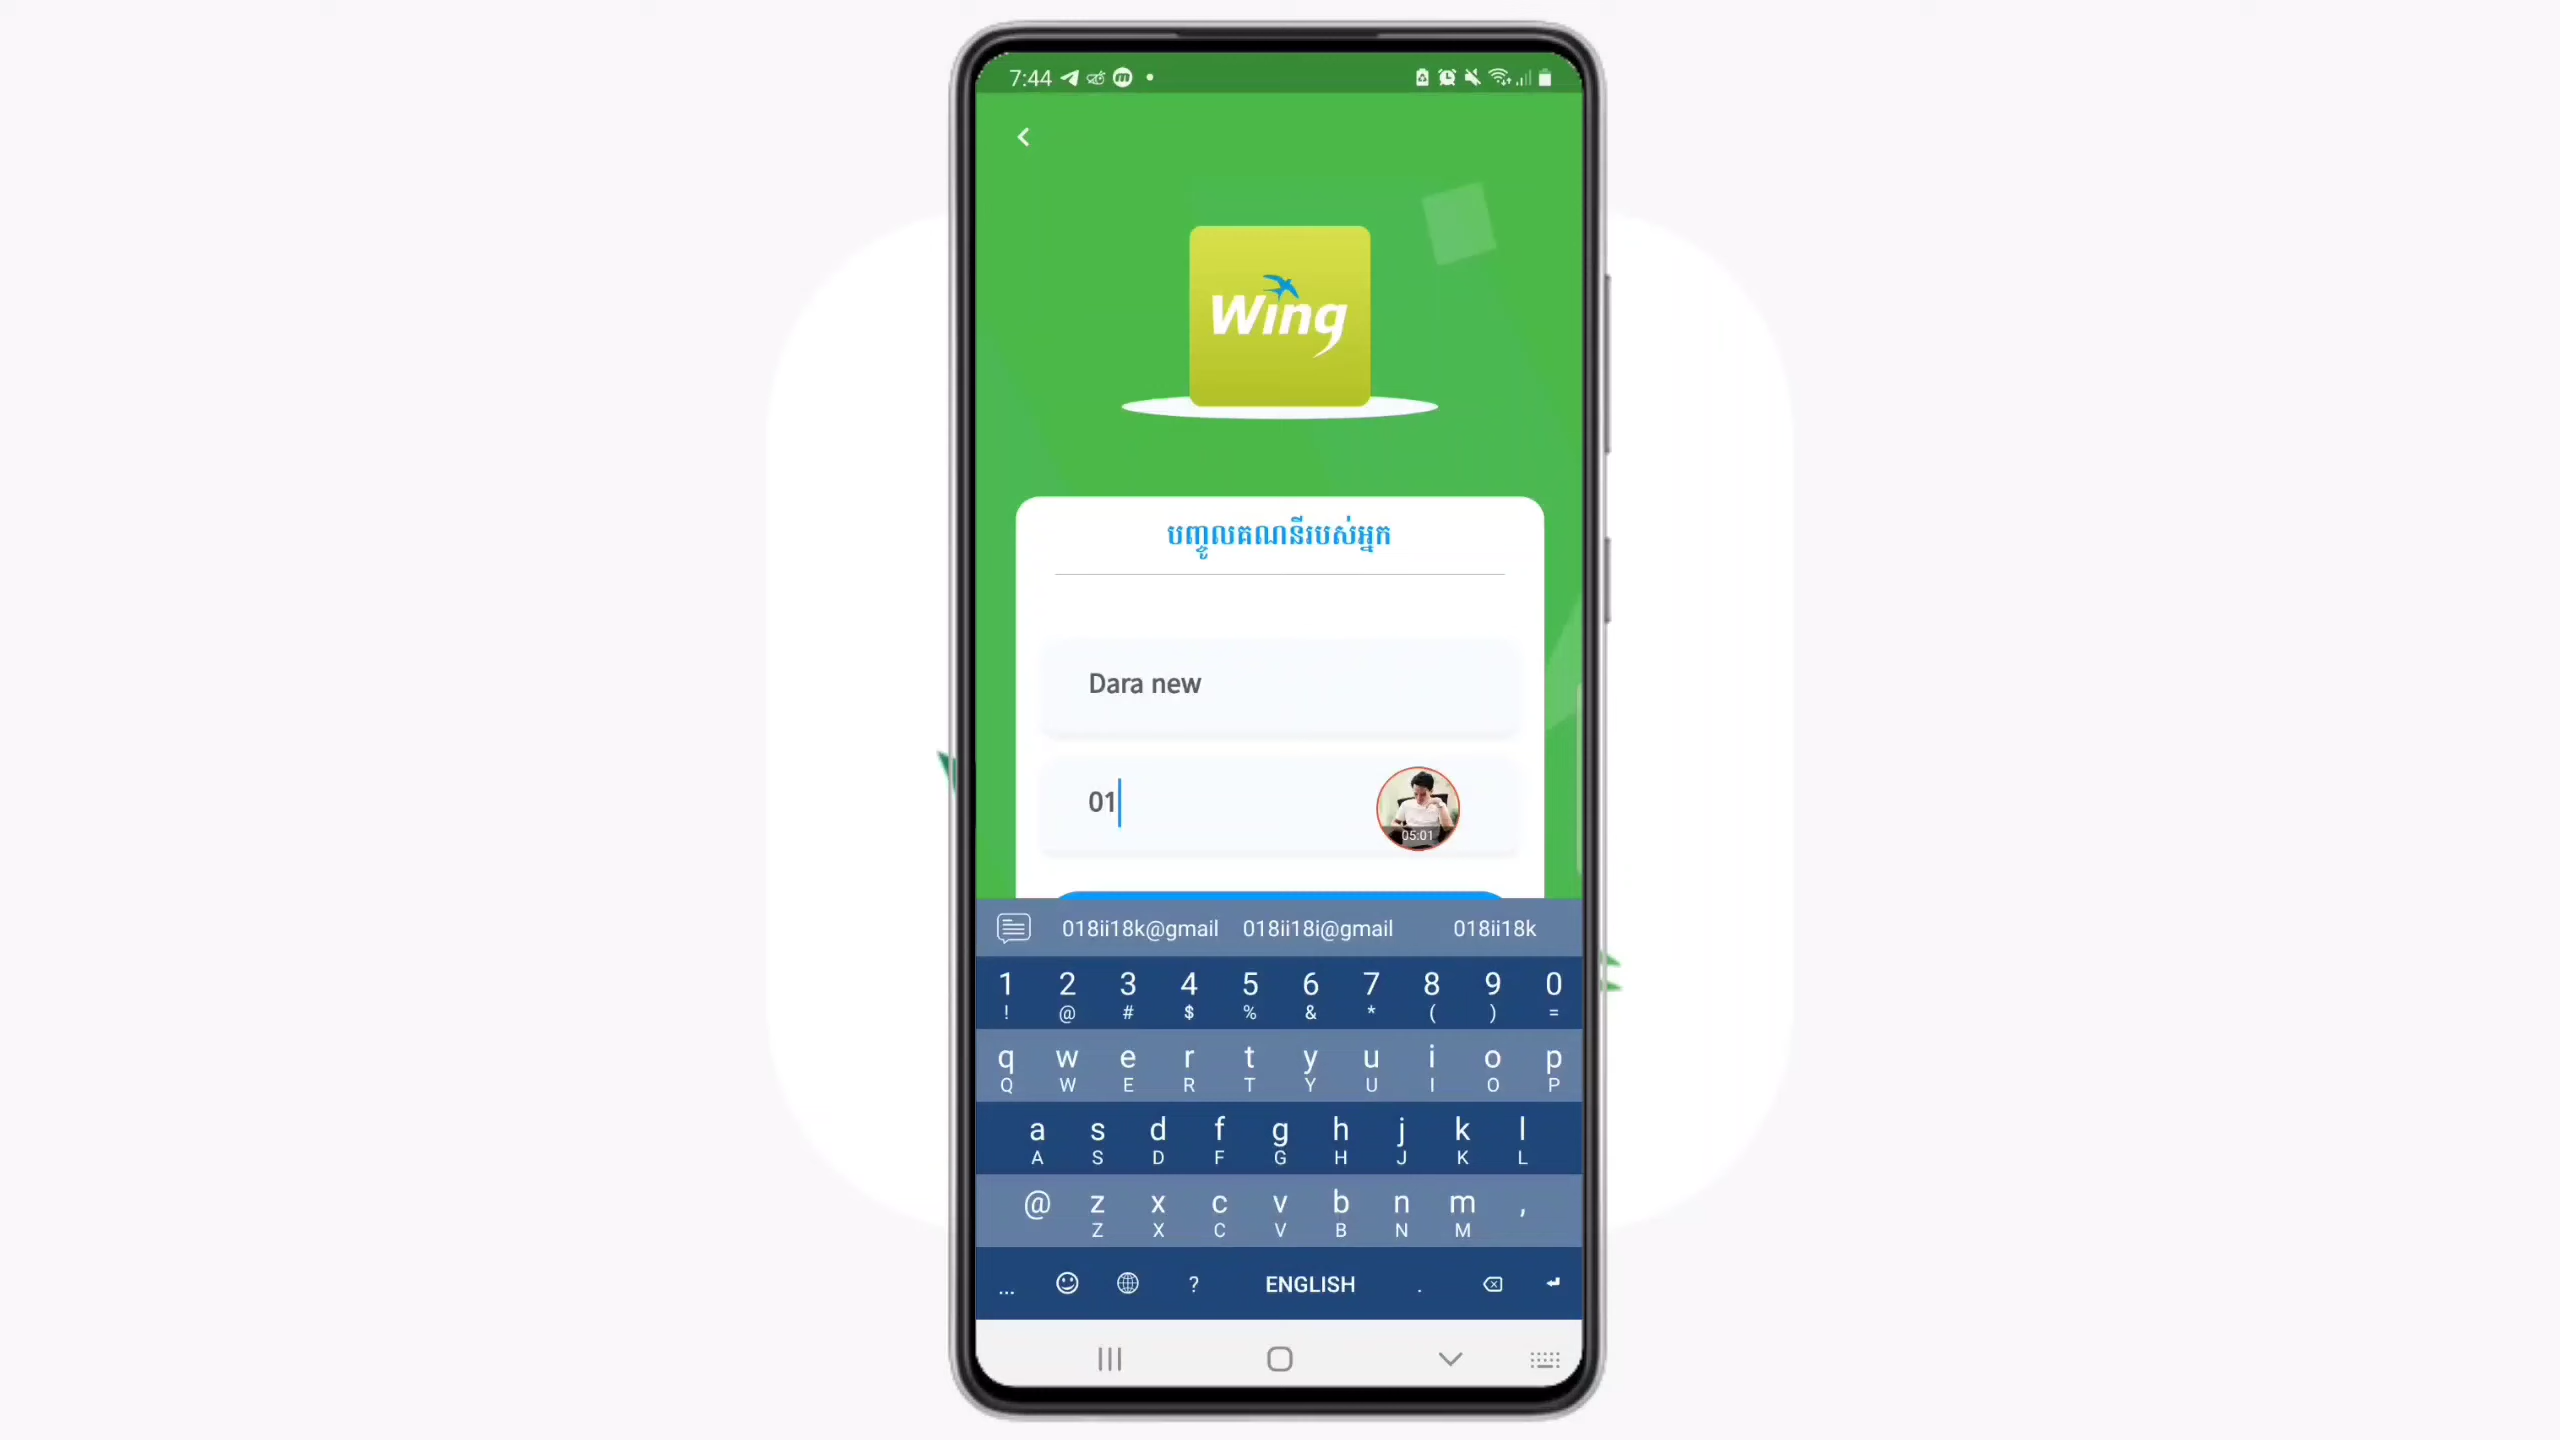 7:44
Wing
បញ្ចូលគណនីរបស់អ្នក
Dara new
01
05:01
018ii18k@gmail 018ii18i@gmail 018ii18k
1 2 3 4 5 6 7 8 9 0
! @ # $ % & * ( ) =
q w e r t y u i o p
Q W E R T Y U I O P
a s d f g h j k l
A S D F G H J K L
@ z x c v b n m ,
Z X C V B N M
... ? ENGLISH .